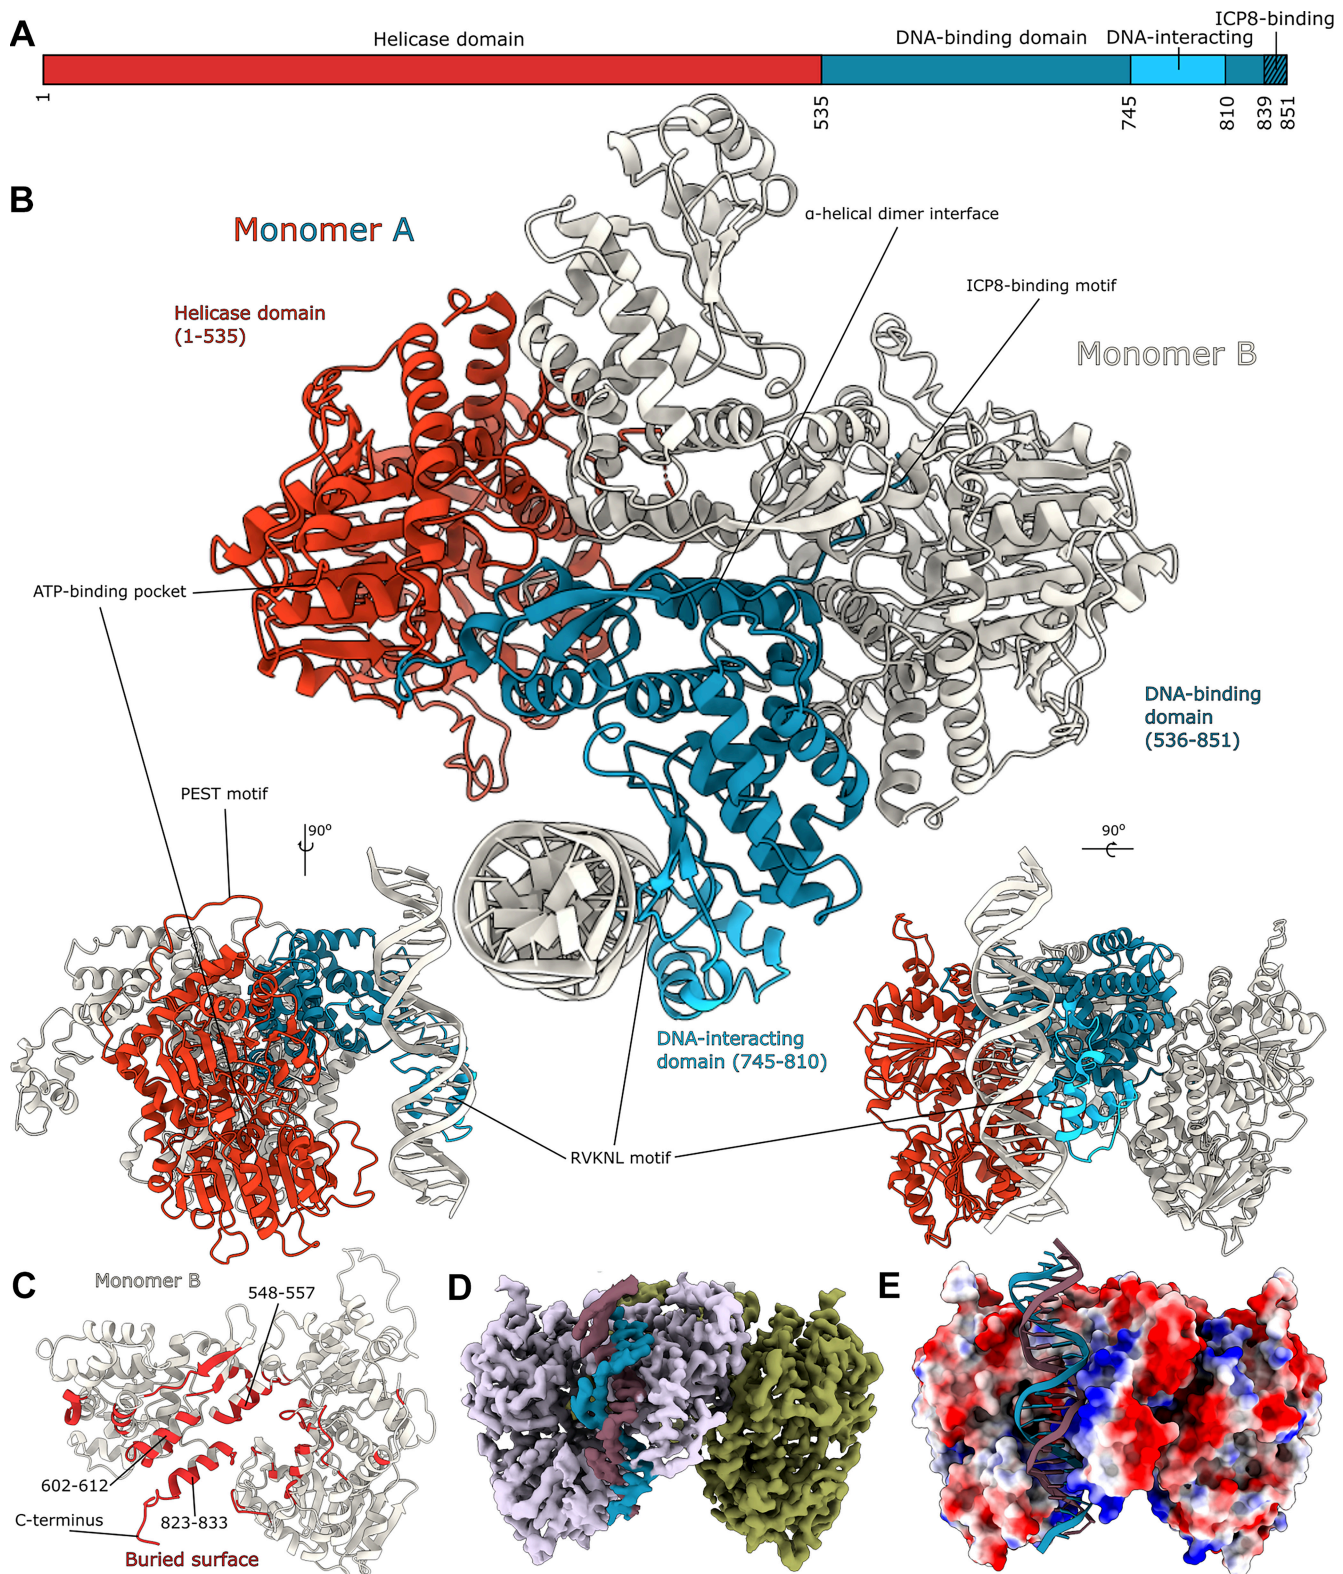 A
Helicase domain
DNA-binding domain
DNA-interacting
ICP8-binding
1
535
745
810
839
851
B
Monomer A
α-helical dimer interface
ICP8-binding motif
Helicase domain
(1-535)
Monomer B
ATP-binding pocket
DNA-binding
domain
(536-851)
PEST motif
90°
90°
DNA-interacting
domain (745-810)
RVKNL motif
C
Monomer B
548-557
602-612
C-terminus
823-833
Buried surface
D
E